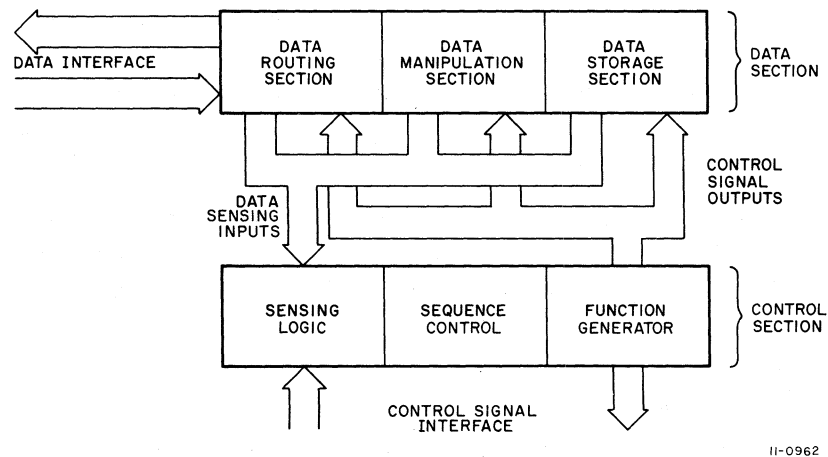 DATA INTERFACE
DATA
ROUTING
SECTION
DATA
MANIPULATION
SECTION
DATA
STORAGE
SECTION
DATA
SECTION
DATA
SENSING
INPUTS
CONTROL
SIGNAL
OUTPUTS
SENSING
LOGIC
SEQUENCE
CONTROL
FUNCTION
GENERATOR
CONTROL
SECTION
CONTROL SIGNAL
INTERFACE
11-0962